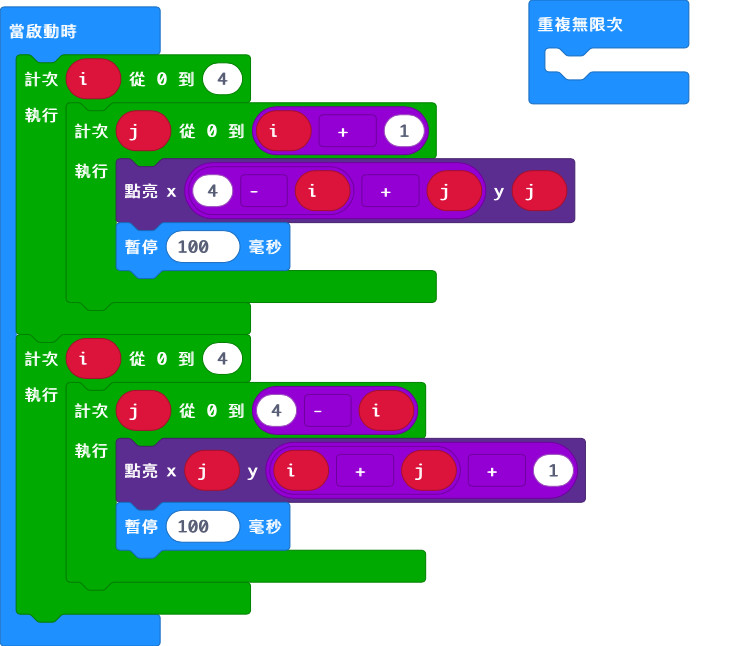 當啟動時
計次 i 從 0 到 4
執行
計次 j 從 0 到 i + 1
執行
點亮 x 4 - i + j y j
暫停 100 毫秒
計次 i 從 0 到 4
執行
計次 j 從 0 到 4 - i
執行
點亮 x j y i + j + 1
暫停 100 毫秒
重複無限次